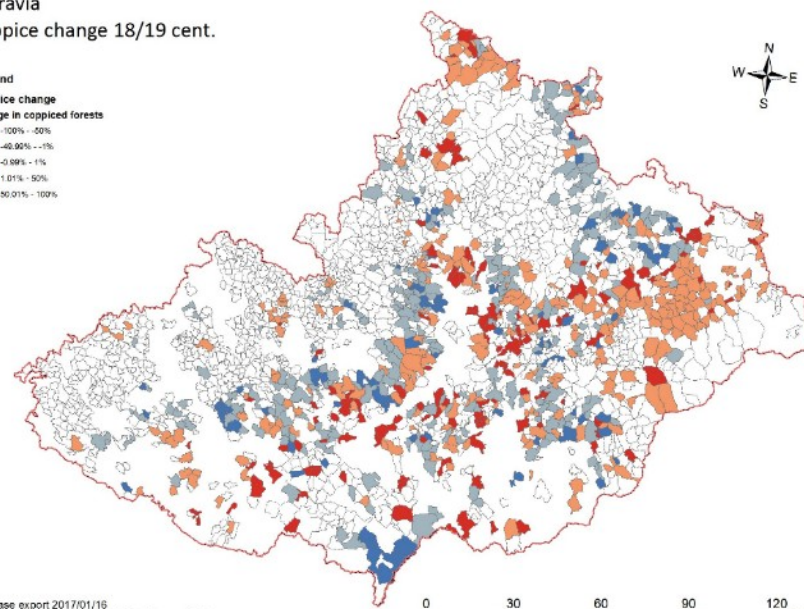 ravia
pice change 18/19 cent.
nd
ice change
ge in coppiced forests
-100% - -50%
-49.99% - -1%
-0.99% - 1%
1.01% - 50%
50.01% - 100%
N
W E
S
ase export 2017/01/16
0 30 60 90 120